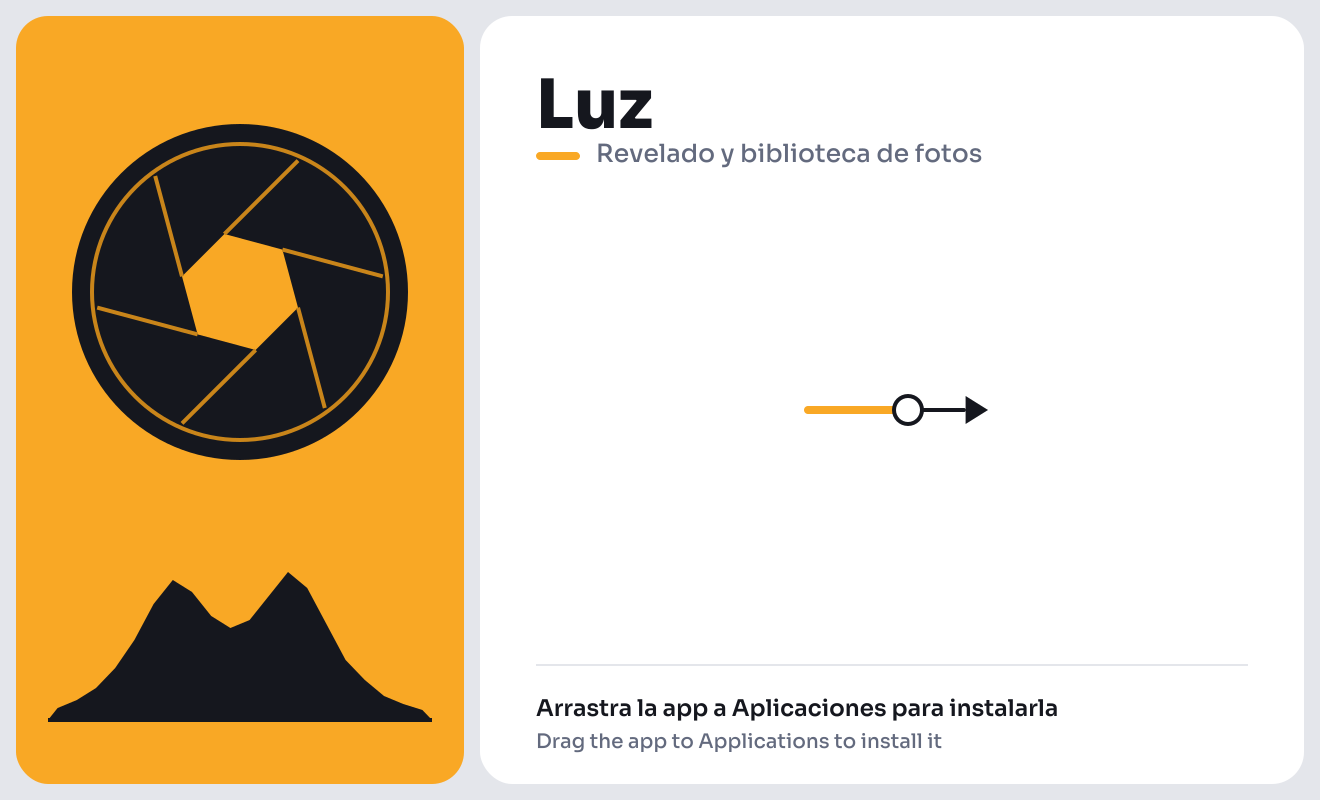 Luz
Revelado y biblioteca de fotos
Arrastra la app a Aplicaciones para instalarla
Drag the app to Applications to install it